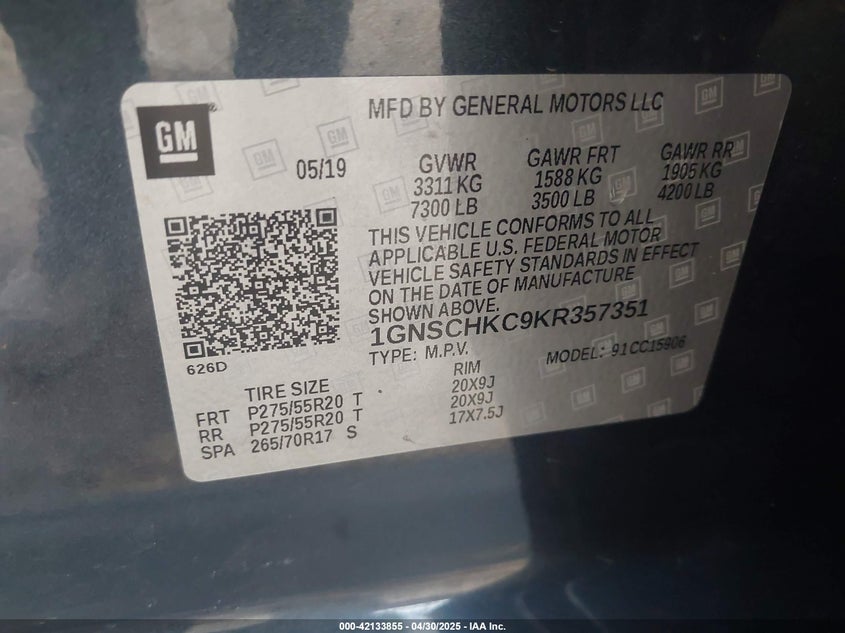 MFD BY GENERAL MOTORS LLC
GM
05/19
GVWR
3311 KG
7300 LB
GAWR FRT
1588 KG
3500 LB
GAWR RR
1905 KG
4200 LB
THIS VEHICLE CONFORMS TO ALL
APPLICABLE U.S. FEDERAL MOTOR
VEHICLE SAFETY STANDARDS IN EFFECT
ON THE DATE OF MANUFACTURE
SHOWN ABOVE.
1GNSCHKC9KR357351
TYPE: M.P.V.
MODEL: 91CC15906
626D
TIRE SIZE RIM
FRT P275/55R20 T 20X9J
RR P275/55R20 T 20X9J
SPA 265/70R17 S 17X7.5J
000-42133855 | 04/30/2025 - IAA Inc.